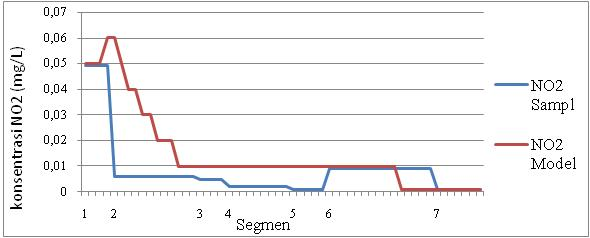 0,07
0,06
0,05
0,04
0,03
0,02
0,01
0
konsentrasi NO2 (mg/L)
1 2 3 4 5 6 7
Segmen
NO2
Sampl
NO2
Model